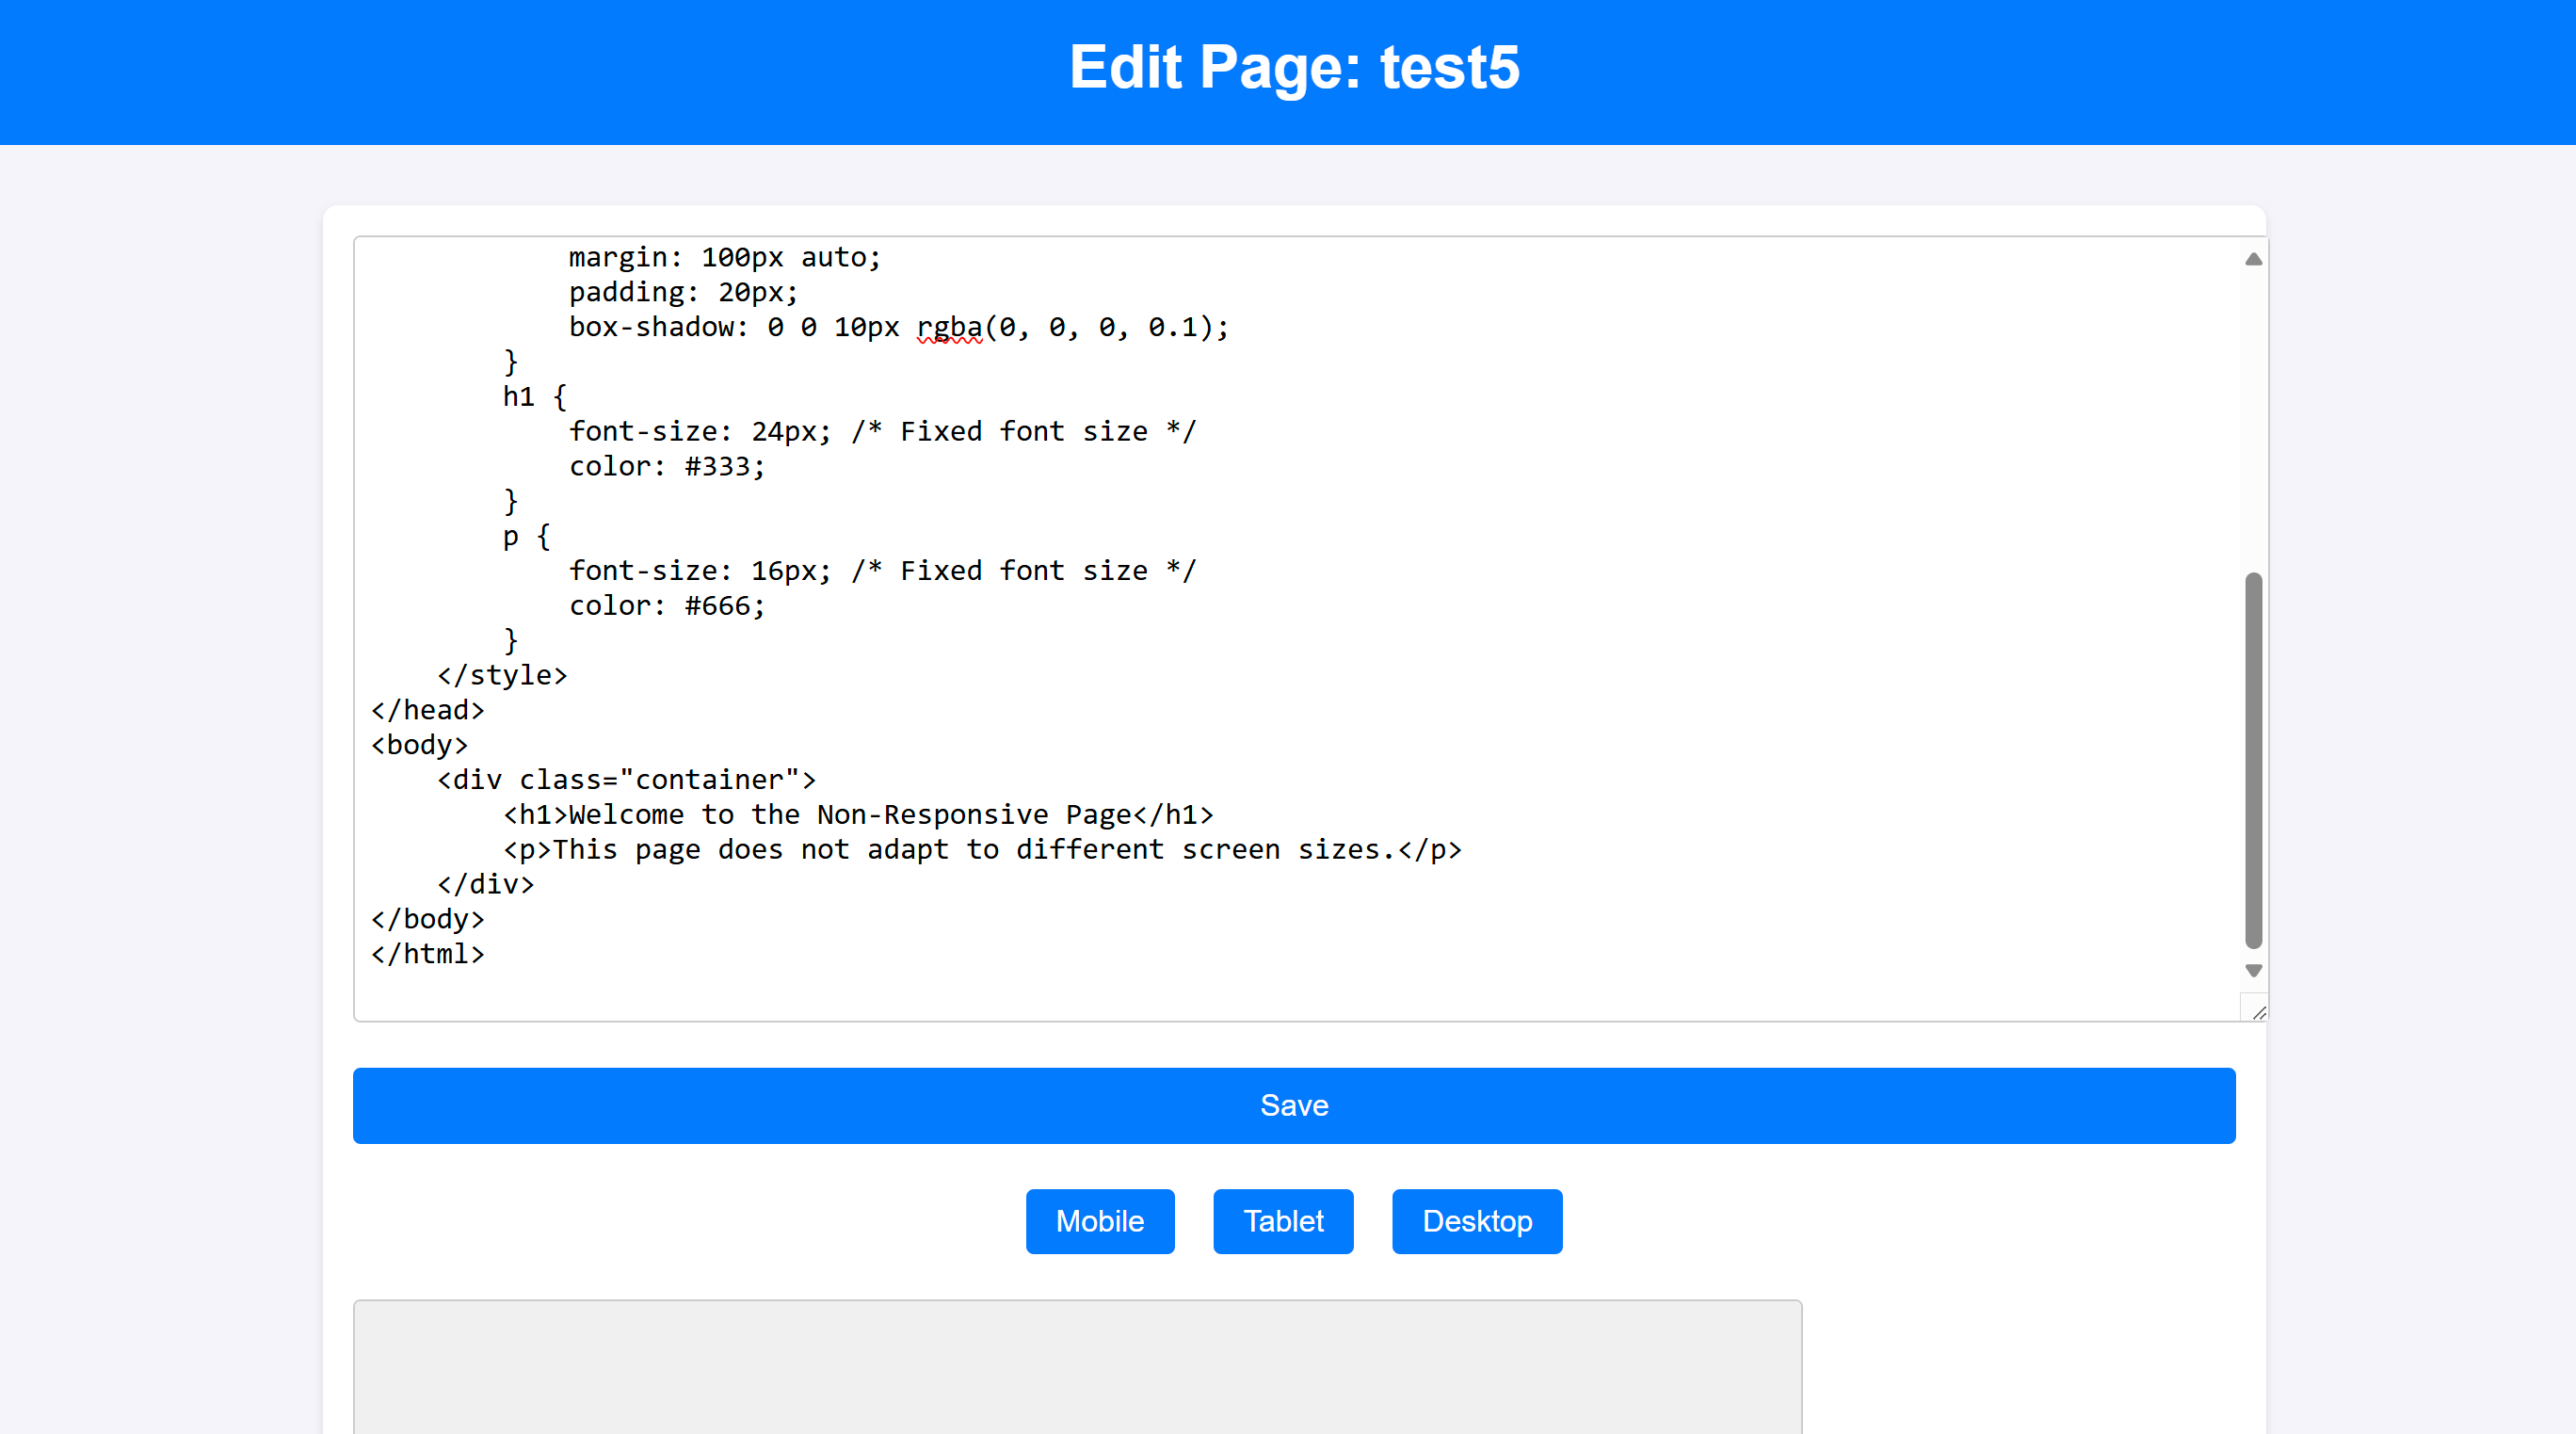 Edit Page: test5
margin: 100px auto;
padding: 20px;
box-shadow: 0 0 10px rgba(0, 0, 0, 0.1);
}
h1 {
font-size: 24px; /* Fixed font size */
color: #333;
}
p {
font-size: 16px; /* Fixed font size */
color: #666;
}
</style>
</head>
<body>
<div class="container">
<h1>Welcome to the Non-Responsive Page</h1>
<p>This page does not adapt to different screen sizes.</p>
</div>
</body>
</html>
Save
Mobile
Tablet
Desktop